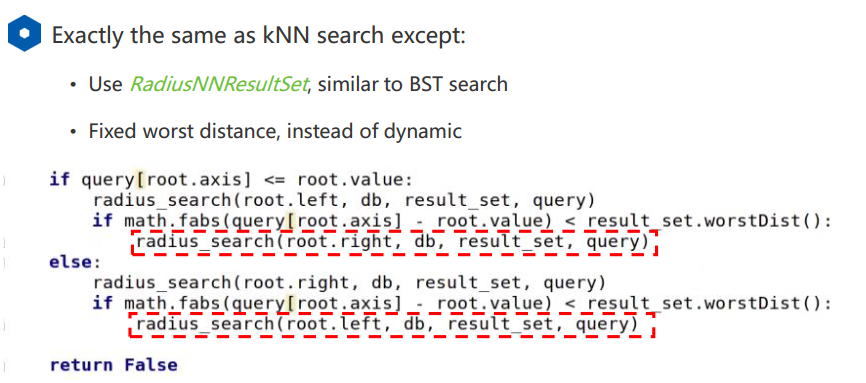 Exactly the same as kNN search except:
• Use RadiusNNResultSet, similar to BST search
• Fixed worst distance, instead of dynamic
if query[root.axis] <= root.value:
    radius_search(root.left, db, result_set, query)
    if math.fabs(query[root.axis] - root.value) < result_set.worstDist():
        radius_search(root.right, db, result_set, query)
else:
    radius_search(root.right, db, result_set, query)
    if math.fabs(query[root.axis] - root.value) < result_set.worstDist():
        radius_search(root.left, db, result_set, query)
return False